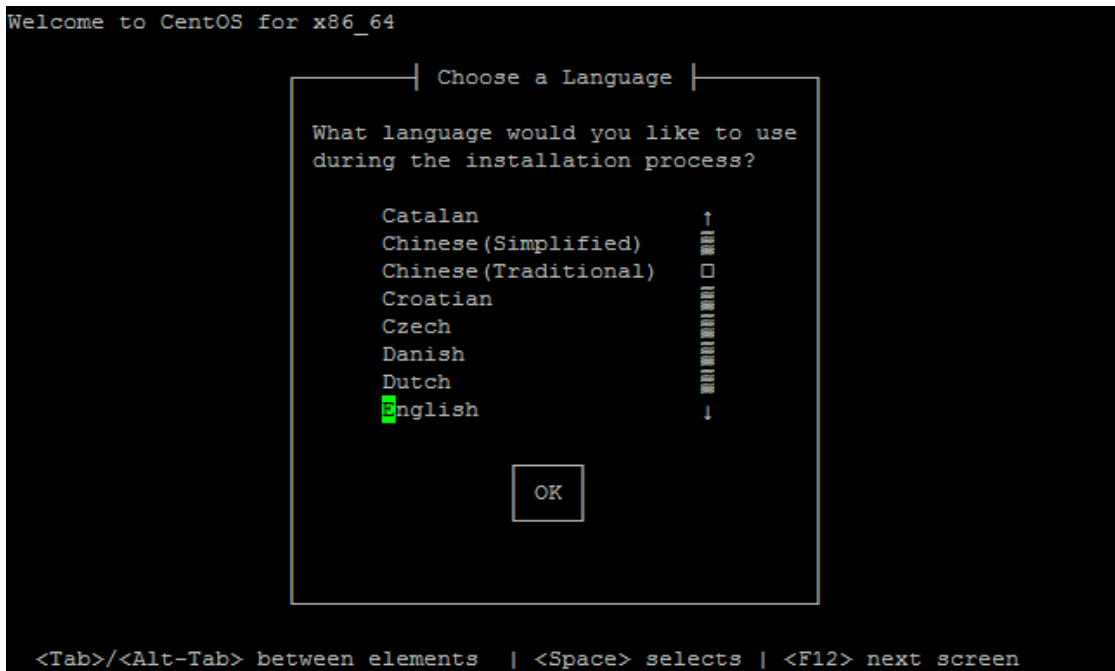 Welcome to CentOS for x86_64
Choose a Language
What language would you like to use
during the installation process?
Catalan
Chinese(Simplified)
Chinese(Traditional)
Croatian
Czech
Danish
Dutch
English
OK
<Tab>/<Alt-Tab> between elements  | <Space> selects | <F12> next screen